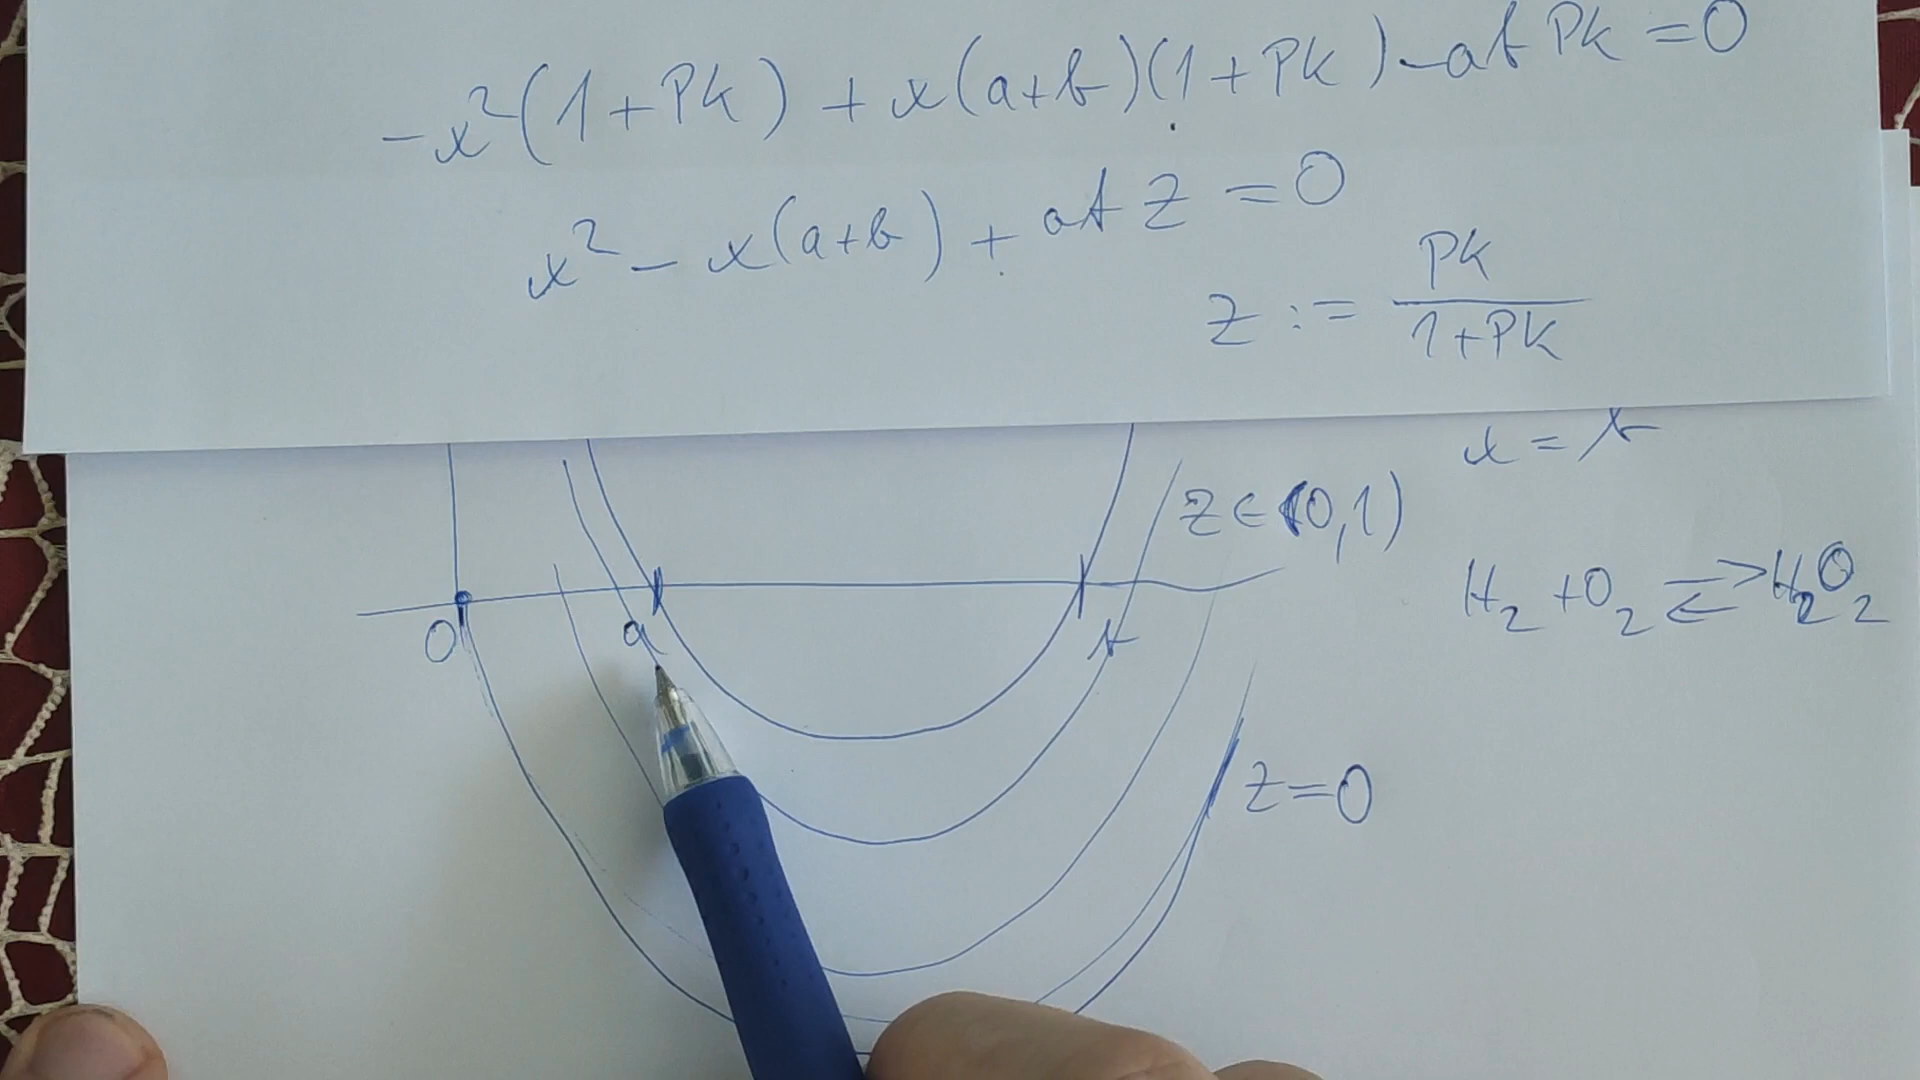 -x²(1+PK) + x(a+b)(1+PK) - ab PK = 0
x² - x(a+b) + ab z = 0
z := PK / (1+PK)
x = b
z ∈ (0,1)
H₂ + O₂ ⇄ H₂O₂
0 a b
z = 0